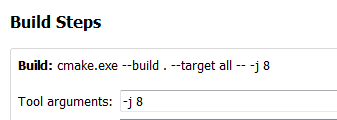 Build Steps
Build: cmake.exe --build . --target all -- -j 8
Tool arguments: -j 8